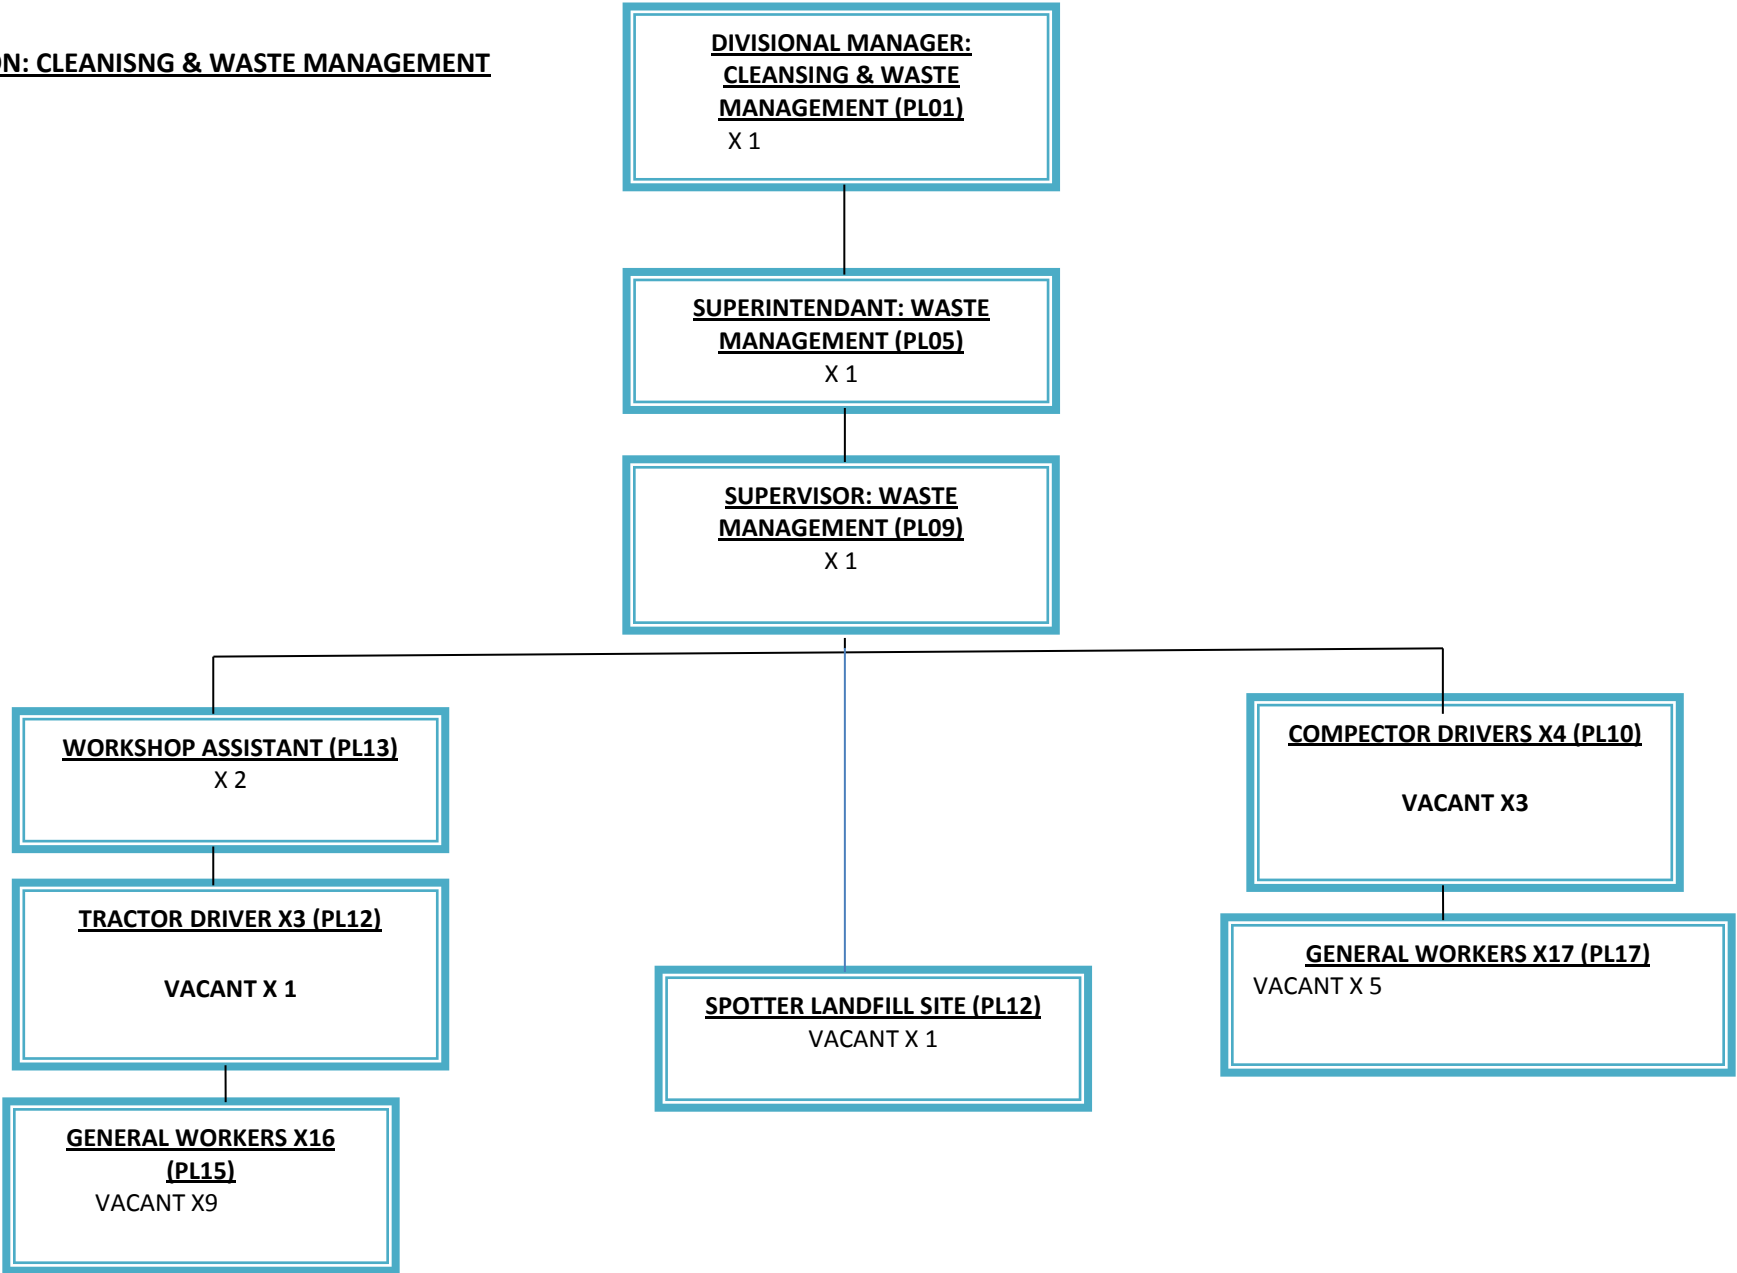 ON: CLEANISNG & WASTE MANAGEMENT
DIVISIONAL MANAGER:
CLEANSING & WASTE
MANAGEMENT (PL01)
X 1
SUPERINTENDANT: WASTE
MANAGEMENT (PL05)
X 1
SUPERVISOR: WASTE
MANAGEMENT (PL09)
X 1
WORKSHOP ASSISTANT (PL13)
X 2
TRACTOR DRIVER X3 (PL12)
VACANT X 1
GENERAL WORKERS X16
(PL15)
VACANT X9
SPOTTER LANDFILL SITE (PL12)
VACANT X 1
COMPECTOR DRIVERS X4 (PL10)
VACANT X3
GENERAL WORKERS X17 (PL17)
VACANT X 5